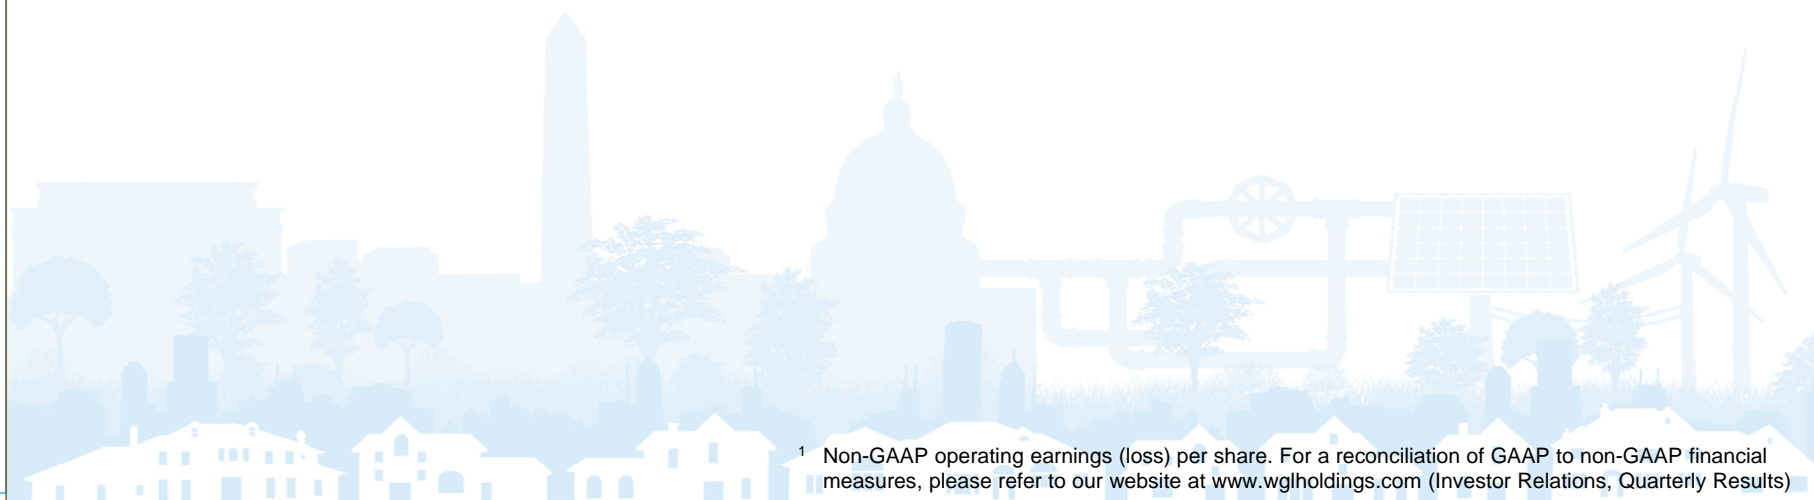 1 Non-GAAP operating earnings (loss) per share. For a reconciliation of GAAP to non-GAAP financial
measures, please refer to our website at www.wglholdings.com (Investor Relations, Quarterly Results)